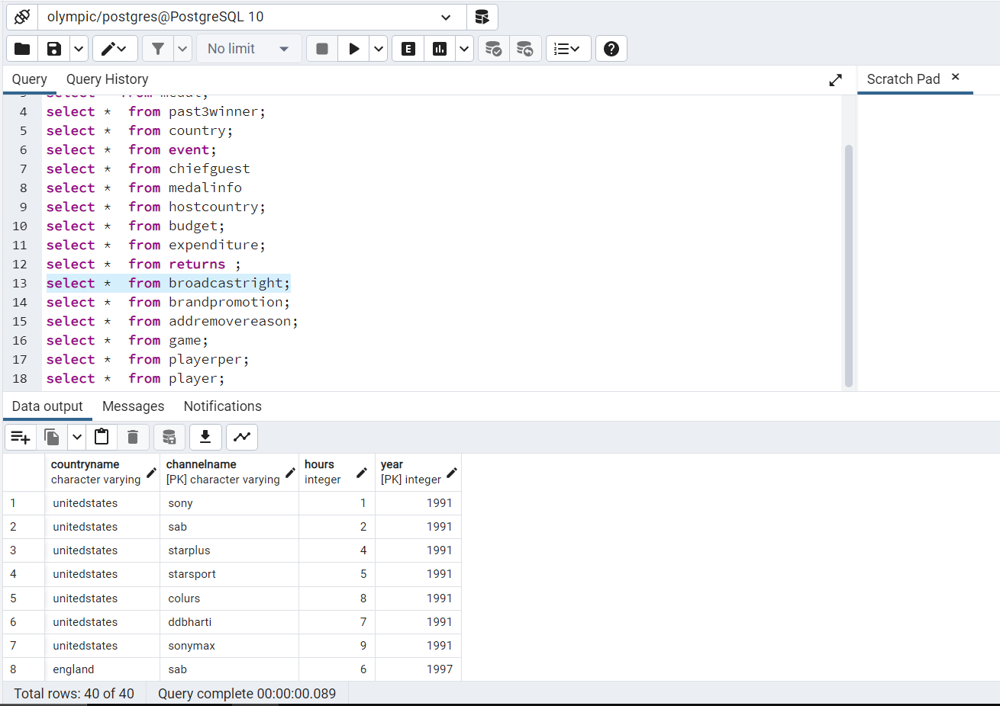 olympic/postgres@PostgreSQL 10
No limit
E
Query Query History Scratch Pad
select * from medal;
4 select * from past3winner;
5 select * from country;
6 select * from event;
7 select * from chiefguest
8 select * from medalinfo
9 select * from hostcountry;
10 select * from budget;
11 select * from expenditure;
12 select * from returns ;
13 select * from broadcastright;
14 select * from brandpromotion;
15 select * from addremovereason;
16 select * from game;
17 select * from playerper;
18 select * from player;
Data output Messages Notifications
countryname channelname hours year
character varying [PK] character varying integer [PK] integer
1 unitedstates sony 1 1991
2 unitedstates sab 2 1991
3 unitedstates starplus 4 1991
4 unitedstates starsport 5 1991
5 unitedstates colurs 8 1991
6 unitedstates ddbharti 7 1991
7 unitedstates sonymax 9 1991
8 england sab 6 1997
Total rows: 40 of 40 Query complete 00:00:00.089